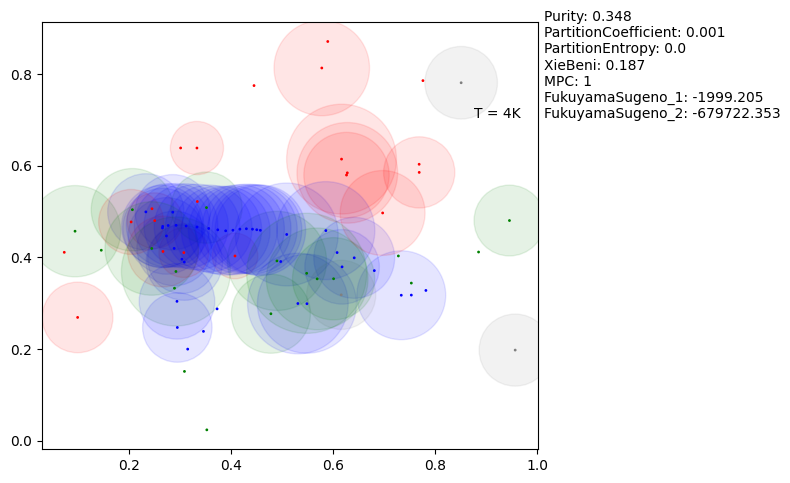 Purity: 0.348
PartitionCoefficient: 0.001
PartitionEntropy: 0.0
XieBeni: 0.187
MPC: 1
FukuyamaSugeno_1: -1999.205
FukuyamaSugeno_2: -679722.353
T = 4K
0.8
0.6
0.4
0.2
0.0
0.2 0.4 0.6 0.8 1.0